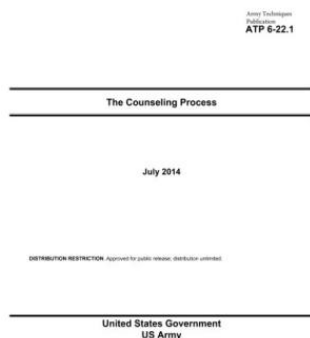 Army Techniques
Publication
ATP 6-22.1
The Counseling Process
July 2014
DISTRIBUTION RESTRICTION. Approved for public release; distribution unlimited.
United States Government
US Army